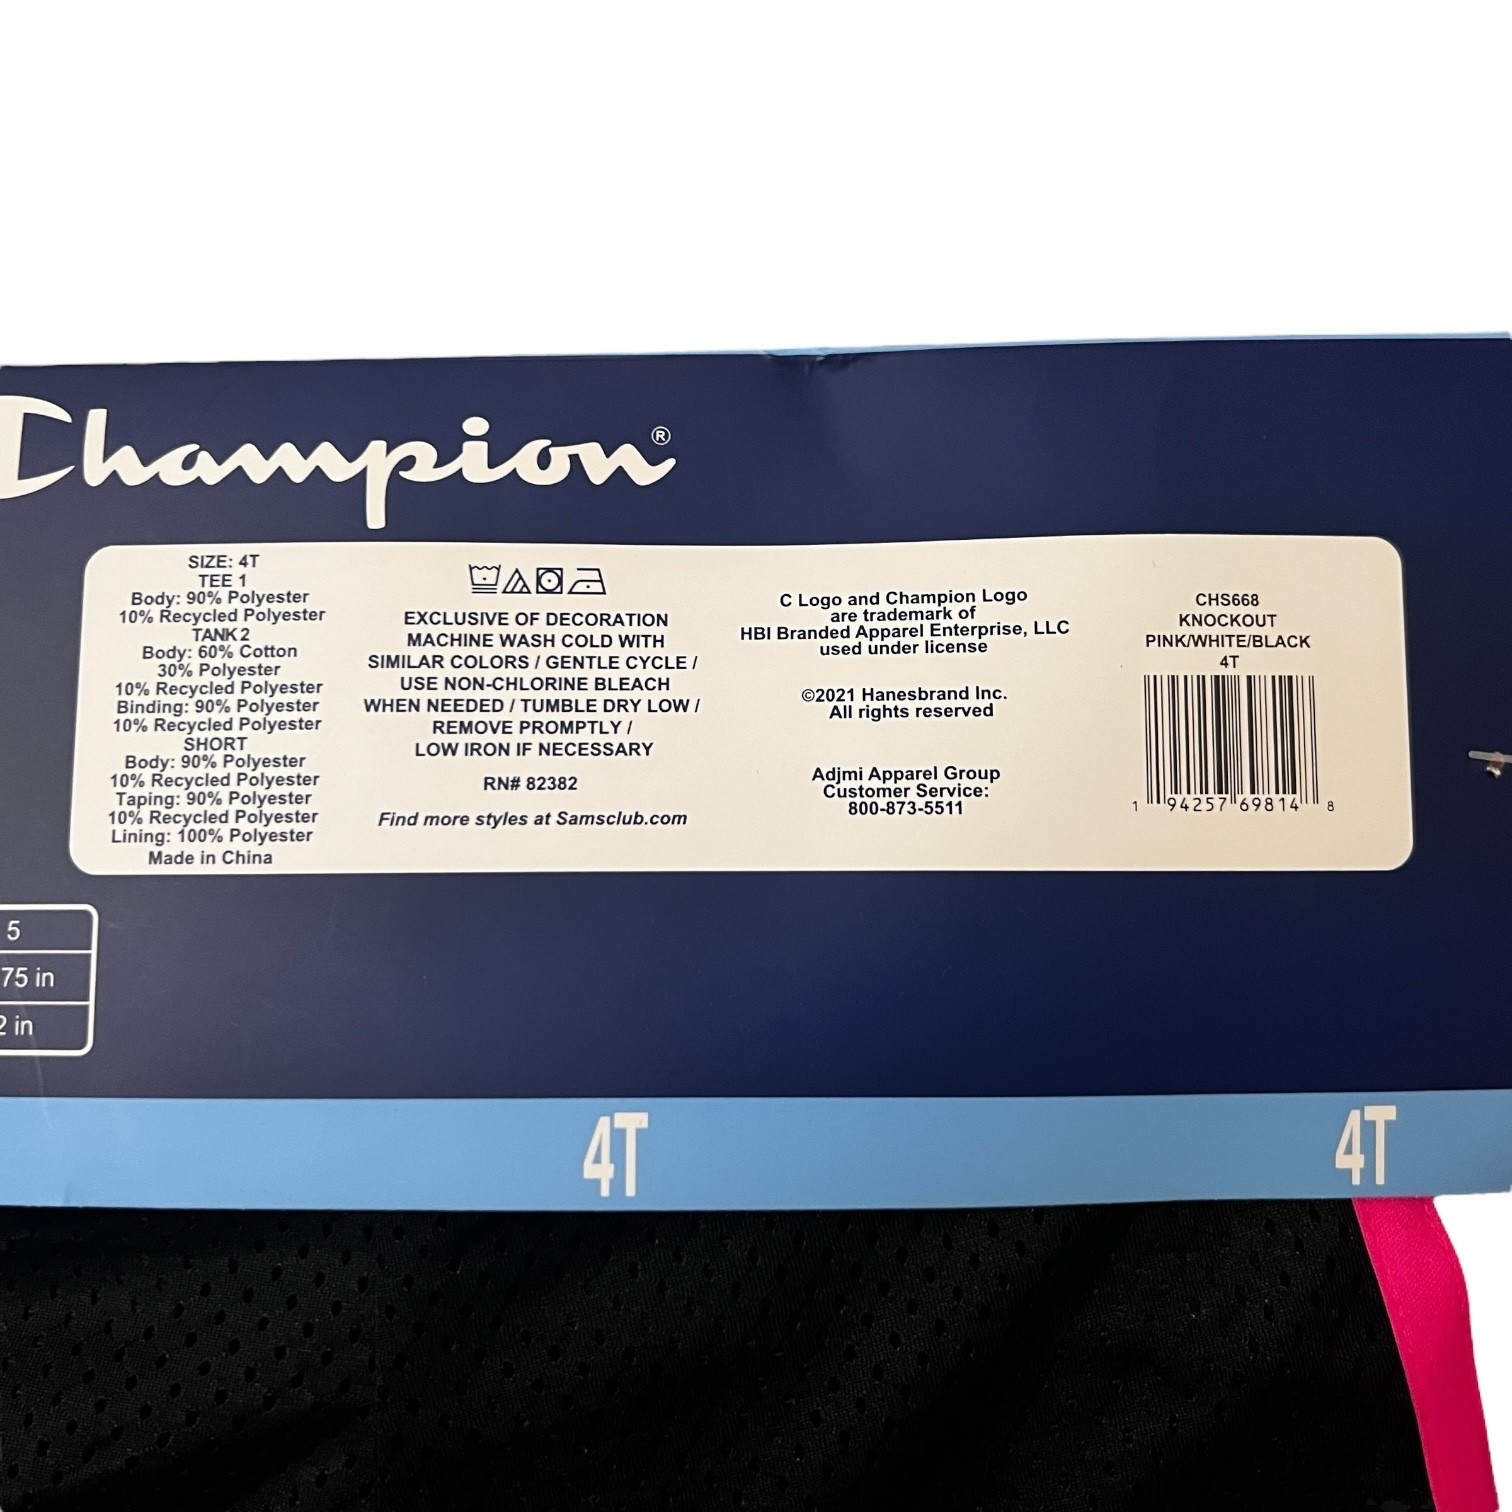 Champion®
SIZE: 4T
TEE 1
Body: 90% Polyester
10% Recycled Polyester
TANK 2
Body: 60% Cotton
30% Polyester
10% Recycled Polyester
Binding: 90% Polyester
10% Recycled Polyester
SHORT
Body: 90% Polyester
10% Recycled Polyester
Taping: 90% Polyester
10% Recycled Polyester
Lining: 100% Polyester
Made in China
EXCLUSIVE OF DECORATION
MACHINE WASH COLD WITH
SIMILAR COLORS / GENTLE CYCLE /
USE NON-CHLORINE BLEACH
WHEN NEEDED / TUMBLE DRY LOW /
REMOVE PROMPTLY /
LOW IRON IF NECESSARY
RN# 82382
Find more styles at Samsclub.com
C Logo and Champion Logo
are trademark of
HBI Branded Apparel Enterprise, LLC
used under license
©2021 Hanesbrand Inc.
All rights reserved
Adjmi Apparel Group
Customer Service:
800-873-5511
CHS668
KNOCKOUT
PINK/WHITE/BLACK
4T
1 94257 69814 8
5
75 in
2 in
4T
4T